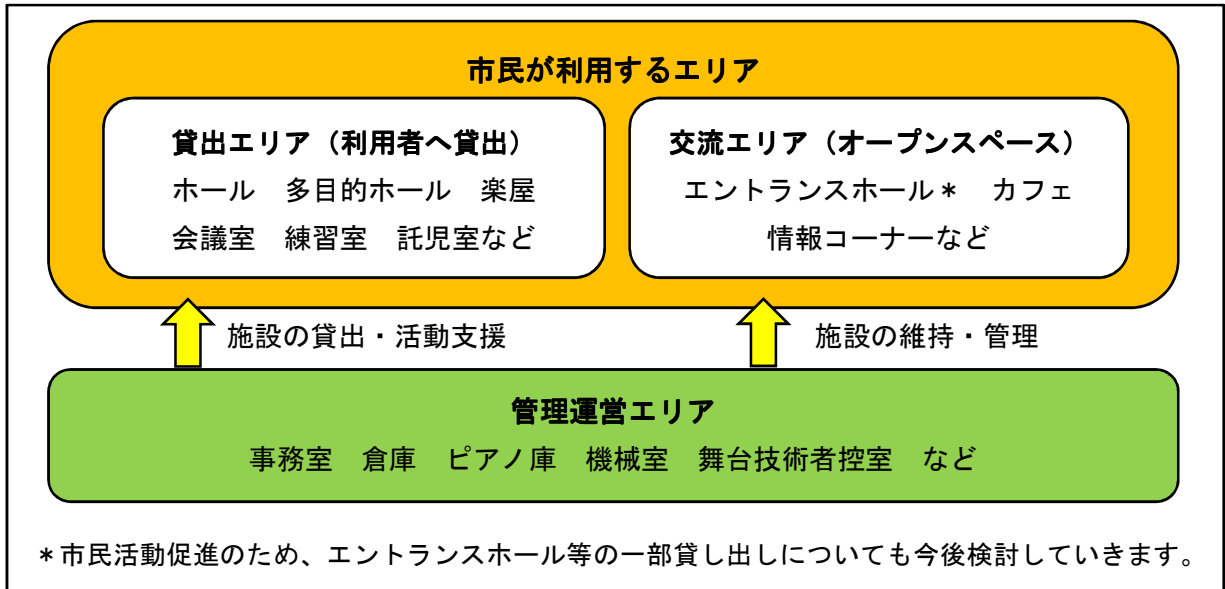 市民が利用するエリア
貸出エリア（利用者へ貸出）
ホール　多目的ホール　楽屋
会議室　練習室　託児室など
交流エリア（オープンスペース）
エントランスホール＊　カフェ
情報コーナーなど
施設の貸出・活動支援
施設の維持・管理
管理運営エリア
事務室　倉庫　ピアノ庫　機械室　舞台技術者控室　など
＊市民活動促進のため、エントランスホール等の一部貸し出しについても今後検討していきます。